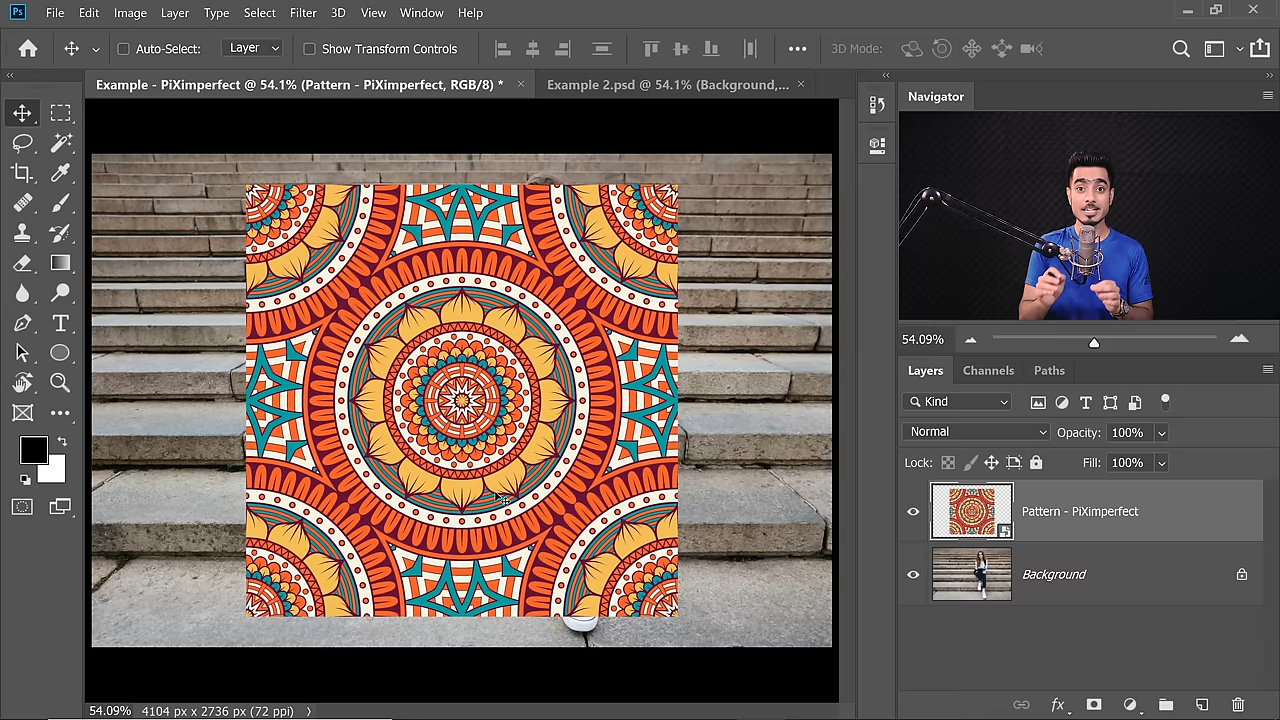 Ps File Edit Image Layer Type Select Filter 3D View Window Help
Auto-Select: Layer Show Transform Controls 3D Mode:
Example - PiXimperfect @ 54.1% (Pattern - PiXimperfect, RGB/8) * Example 2.psd @ 54.1% (Background,...
Navigator
54.09%
Layers Channels Paths
Kind
Normal Opacity: 100%
Lock: Fill: 100%
Pattern - PiXimperfect
Background
fx
54.09% 4104 px x 2736 px (72 ppi)